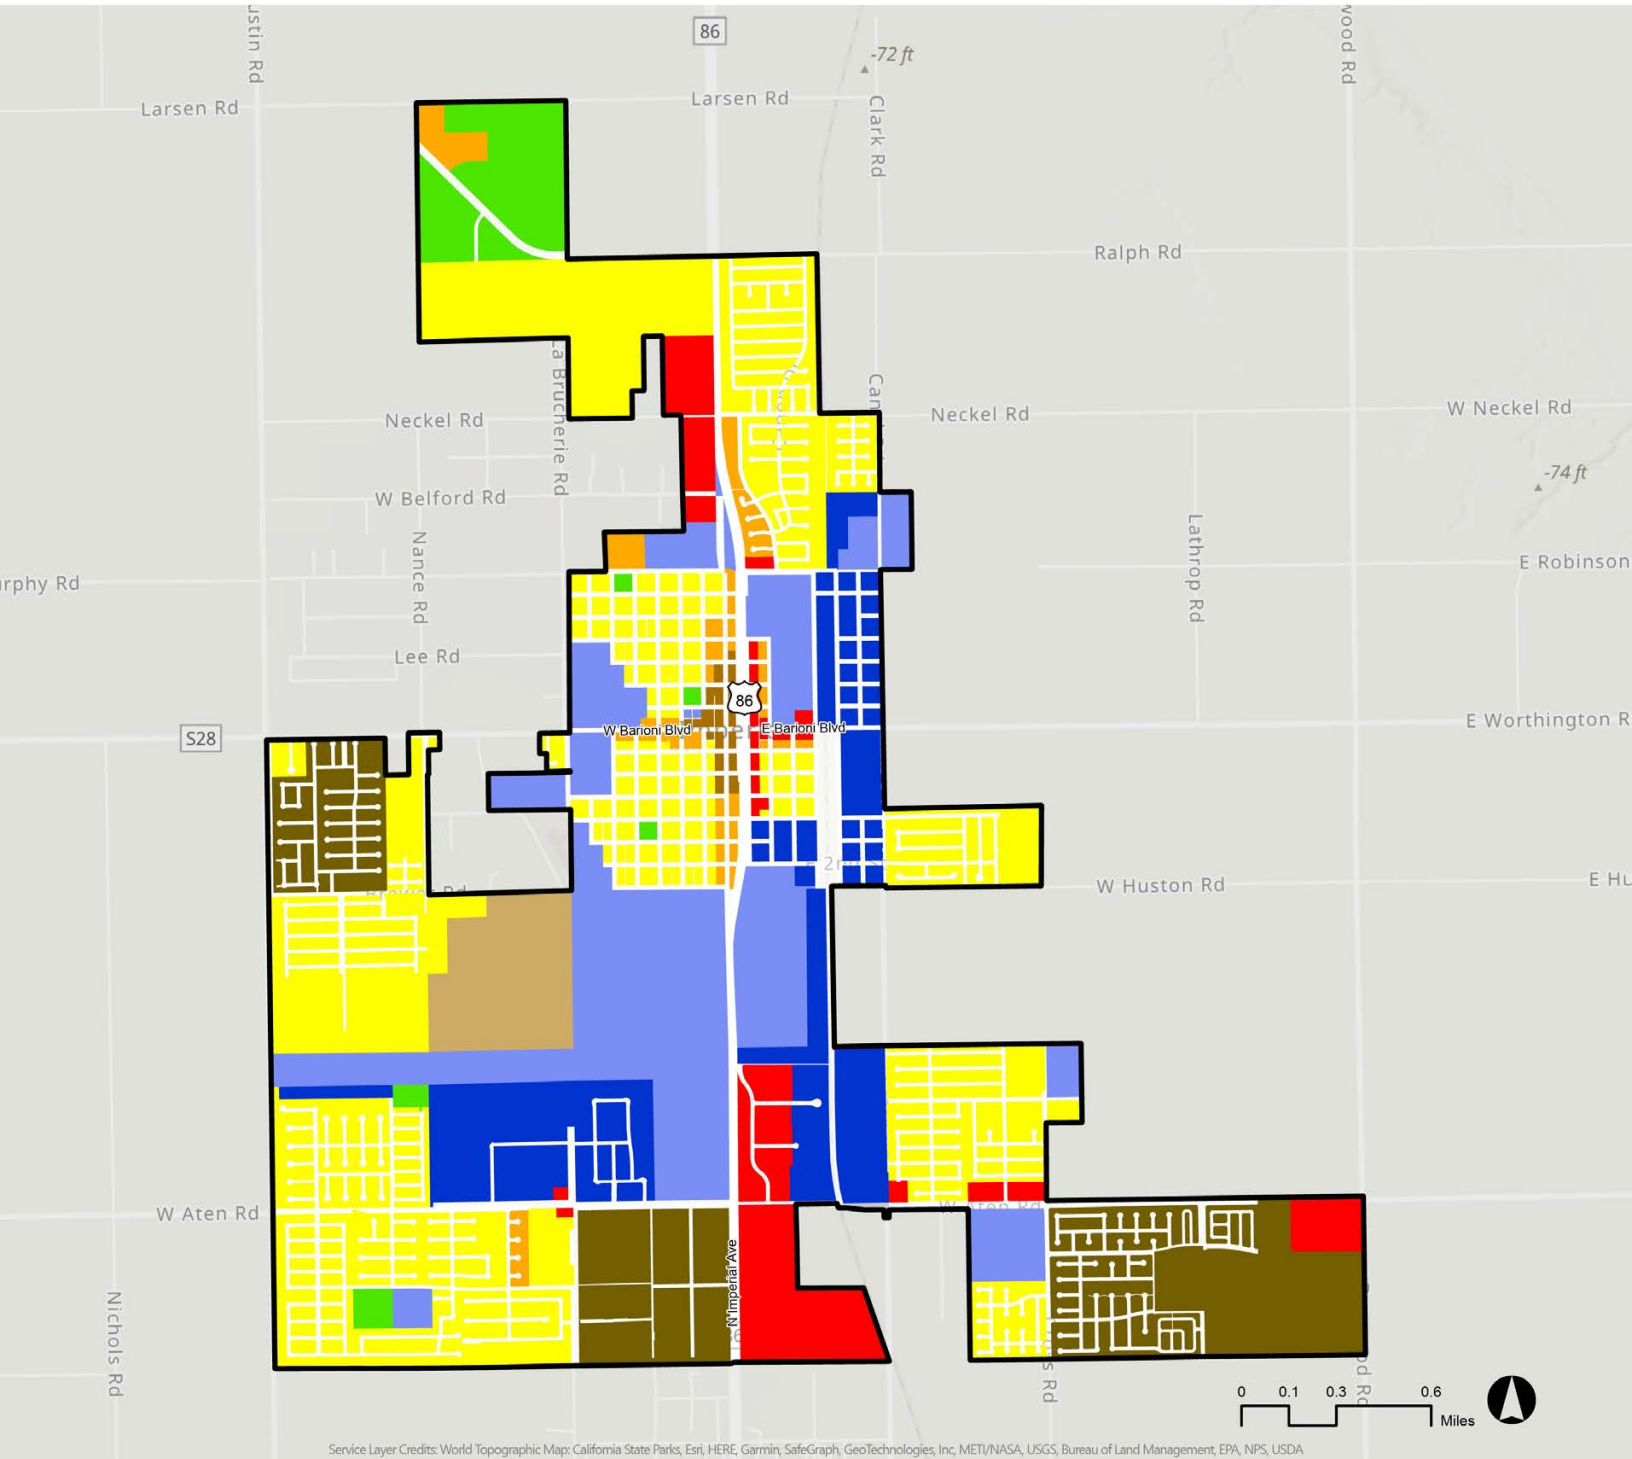 86
-72 ft
Larsen Rd
Larsen Rd
Clark Rd
Ralph Rd
Neckel Rd
La Brucherie Rd
Neckel Rd
W Neckel Rd
W Belford Rd
-74 ft
Nance Rd
Lathrop Rd
E Robinson
Lee Rd
86
W Barioni Blvd
E Barioni Blvd
E Worthington R
S28
W Huston Rd
E Hu
W Aten Rd
N Imperial Ave
Nichols Rd
0 0.1 0.3 0.6
Miles
Service Layer Credits: World Topographic Map: California State Parks, Esri, HERE, Garmin, SafeGraph, GeoTechnologies, Inc, METI/NASA, USGS, Bureau of Land Management, EPA, NPS, USDA